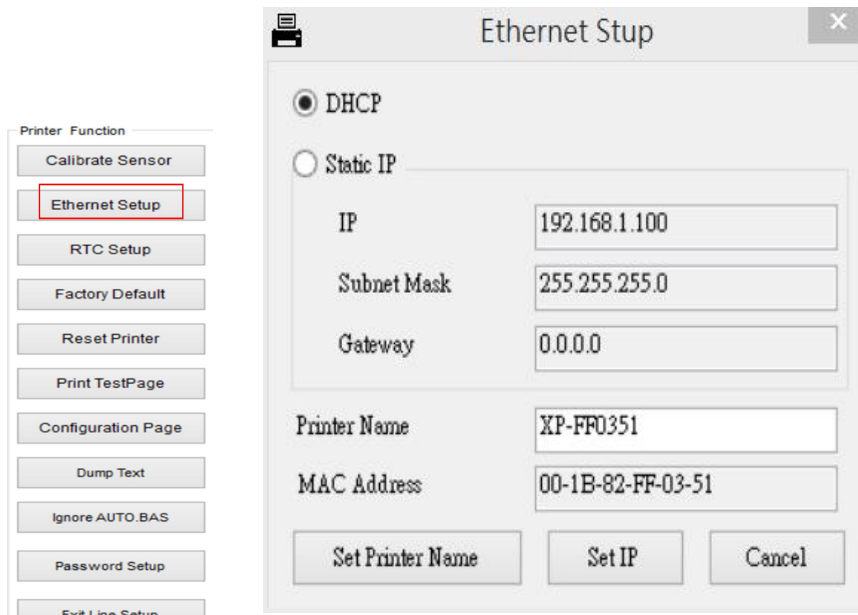 Printer Function
Calibrate Sensor
Ethernet Setup
RTC Setup
Factory Default
Reset Printer
Print TestPage
Configuration Page
Dump Text
Ignore AUTO.BAS
Password Setup
Exit Line Setup
Ethernet Stup
DHCP
Static IP
IP 192.168.1.100
Subnet Mask 255.255.255.0
Gateway 0.0.0.0
Printer Name XP-FF0351
MAC Address 00-1B-82-FF-03-51
Set Printer Name Set IP Cancel